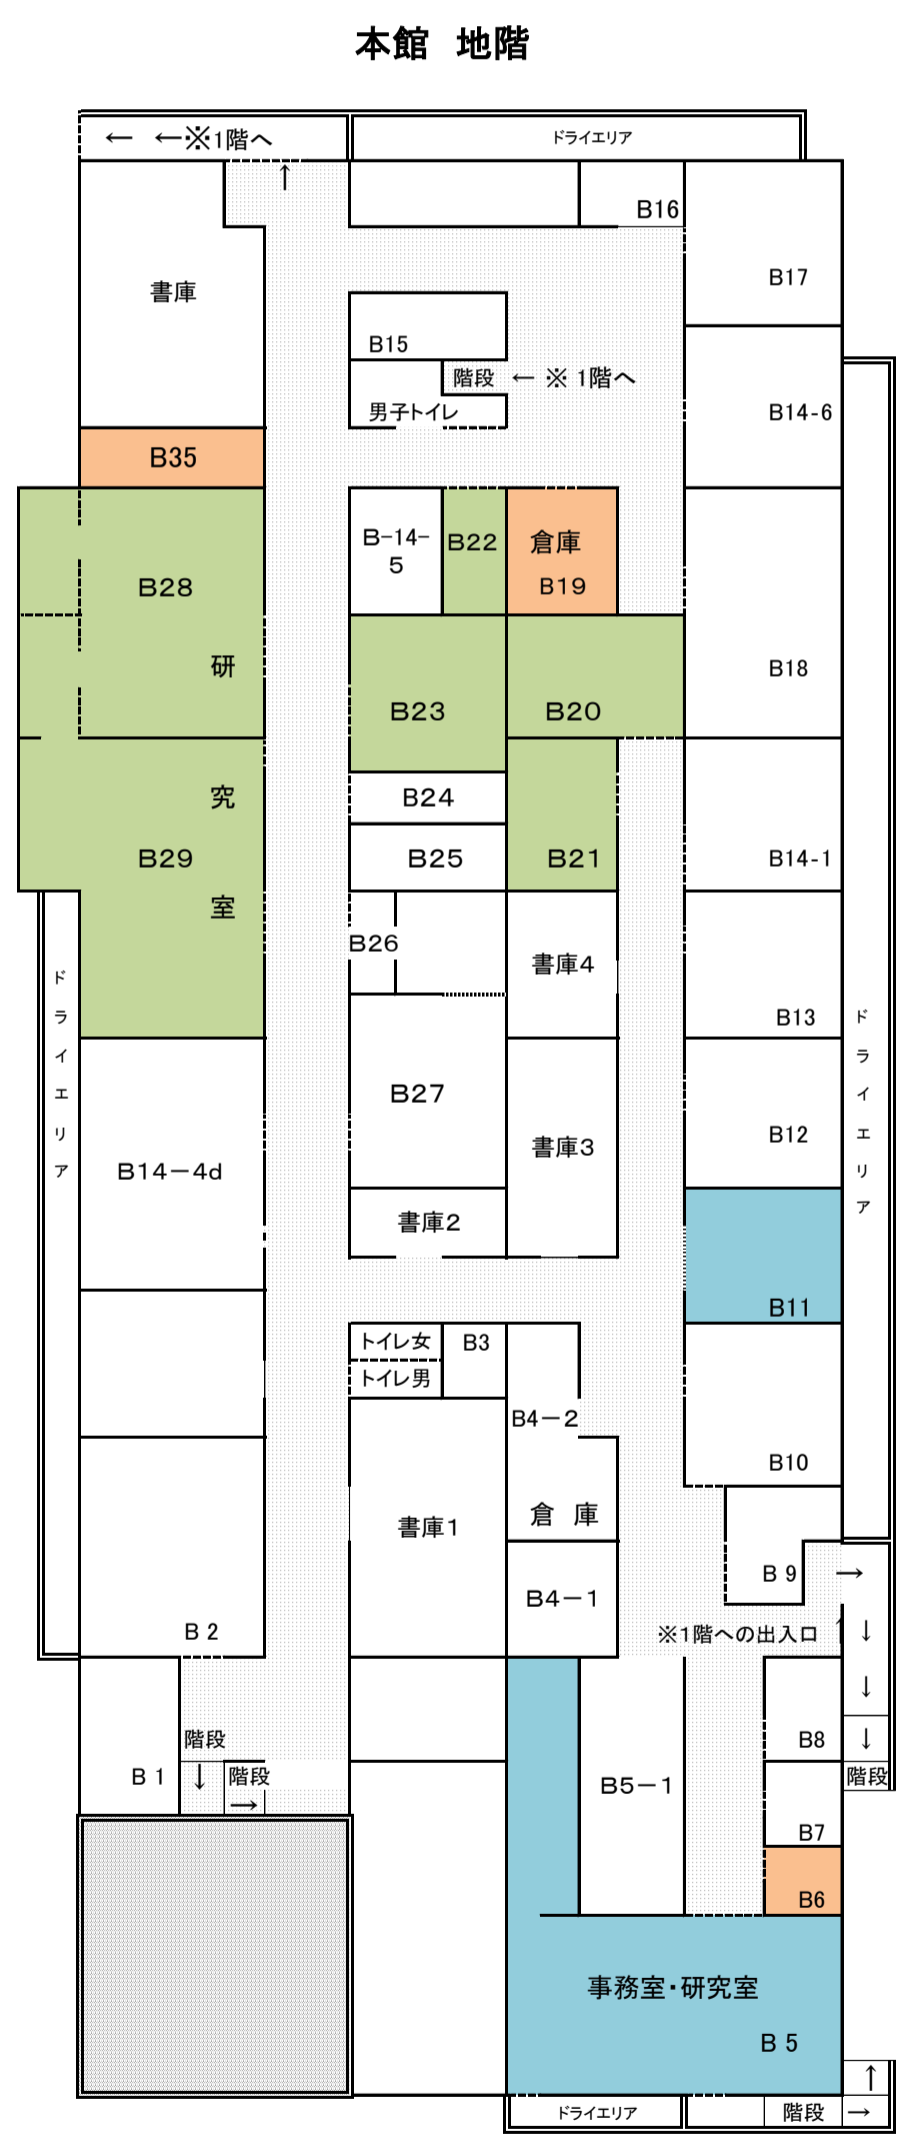 本館 地階
← ←※1階へ
ドライエリア
↑
B16
B17
書庫
B15
階段 ← ※ 1階へ
男子トイレ
B14-6
B35
B-14-
5
B22
倉庫
B19
B28
研
B23
B20
B18
究
B24
B29
B25
B21
B14-1
室
B26
書庫4
ドライエリア
B13
ドライエリア
B27
B12
書庫3
B14-4d
書庫2
B11
トイレ女
B3
トイレ男
B4-2
B10
書庫1
倉 庫
B 9
→
B4-1
B 2
※1階への出入口 ↑ ↓
↓
階段
B8
↓
B 1
↓
階段
→
B5-1
階段
B7
B6
事務室・研究室
B 5
↑
ドライエリア
階段 →